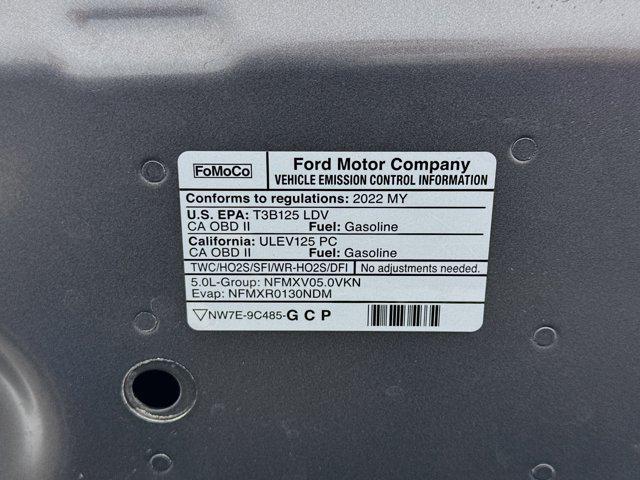 FoMoCo
Ford Motor Company
VEHICLE EMISSION CONTROL INFORMATION
Conforms to regulations: 2022 MY
U.S. EPA: T3B125 LDV
CA OBD II Fuel: Gasoline
California: ULEV125 PC
CA OBD II Fuel: Gasoline
TWC/HO2S/SFI/WR-HO2S/DFI No adjustments needed.
5.0L-Group: NFMXV05.0VKN
Evap: NFMXR0130NDM
NW7E-9C485-G C P